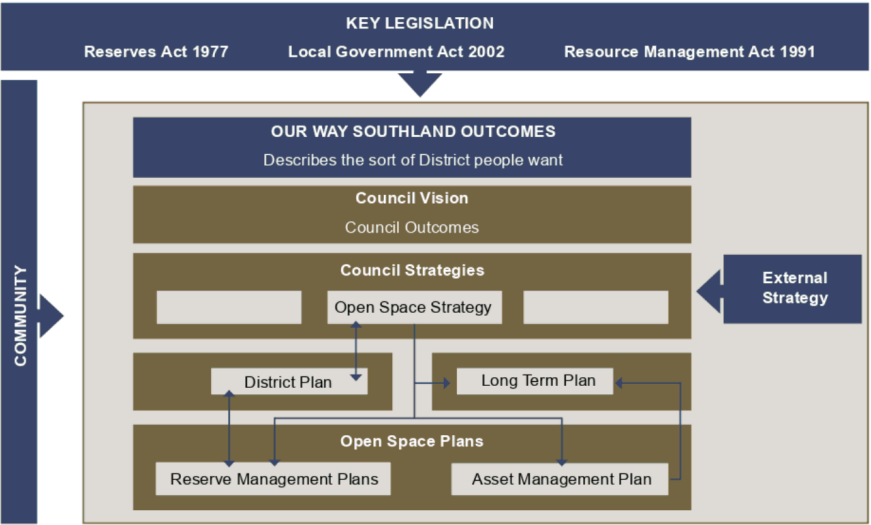 KEY LEGISLATION
Reserves Act 1977 Local Government Act 2002 Resource Management Act 1991
COMMUNITY
OUR WAY SOUTHLAND OUTCOMES
Describes the sort of District people want
Council Vision
Council Outcomes
Council Strategies
Open Space Strategy
External
Strategy
District Plan
Long Term Plan
Open Space Plans
Reserve Management Plans
Asset Management Plan